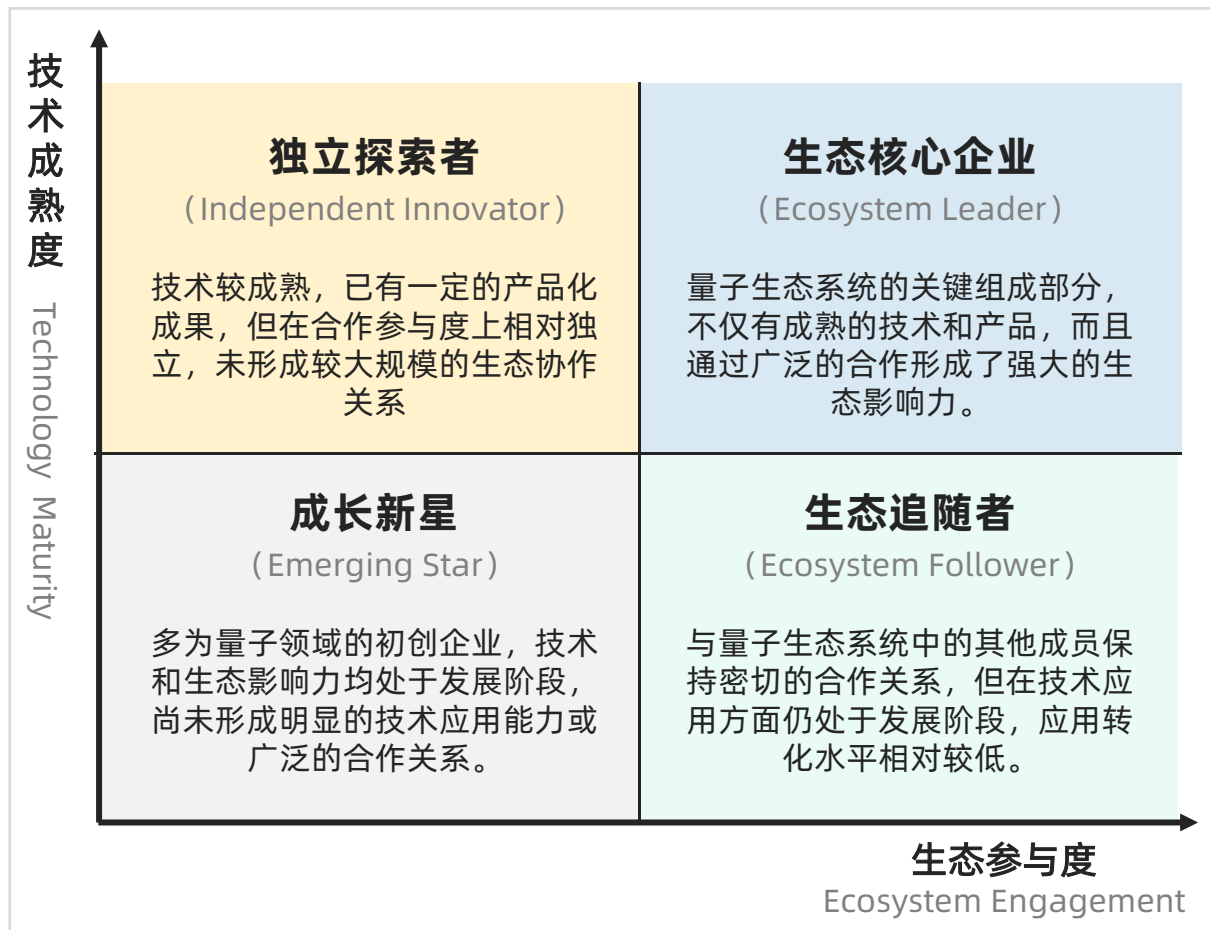 技术成熟度 Technology Maturity
独立探索者
（Independent Innovator）
技术较成熟，已有一定的产品化
成果，但在合作参与度上相对独
立，未形成较大规模的生态协作
关系
生态核心企业
（Ecosystem Leader）
量子生态系统的关键组成部分，
不仅有成熟的技术和产品，而且
通过广泛的合作形成了强大的生
态影响力。
成长新星
（Emerging Star）
多为量子领域的初创企业，技术
和生态影响力均处于发展阶段，
尚未形成明显的技术应用能力或
广泛的合作关系。
生态追随者
（Ecosystem Follower）
与量子生态系统中的其他成员保
持密切的合作关系，但在技术应
用方面仍处于发展阶段，应用转
化水平相对较低。
生态参与度
Ecosystem Engagement